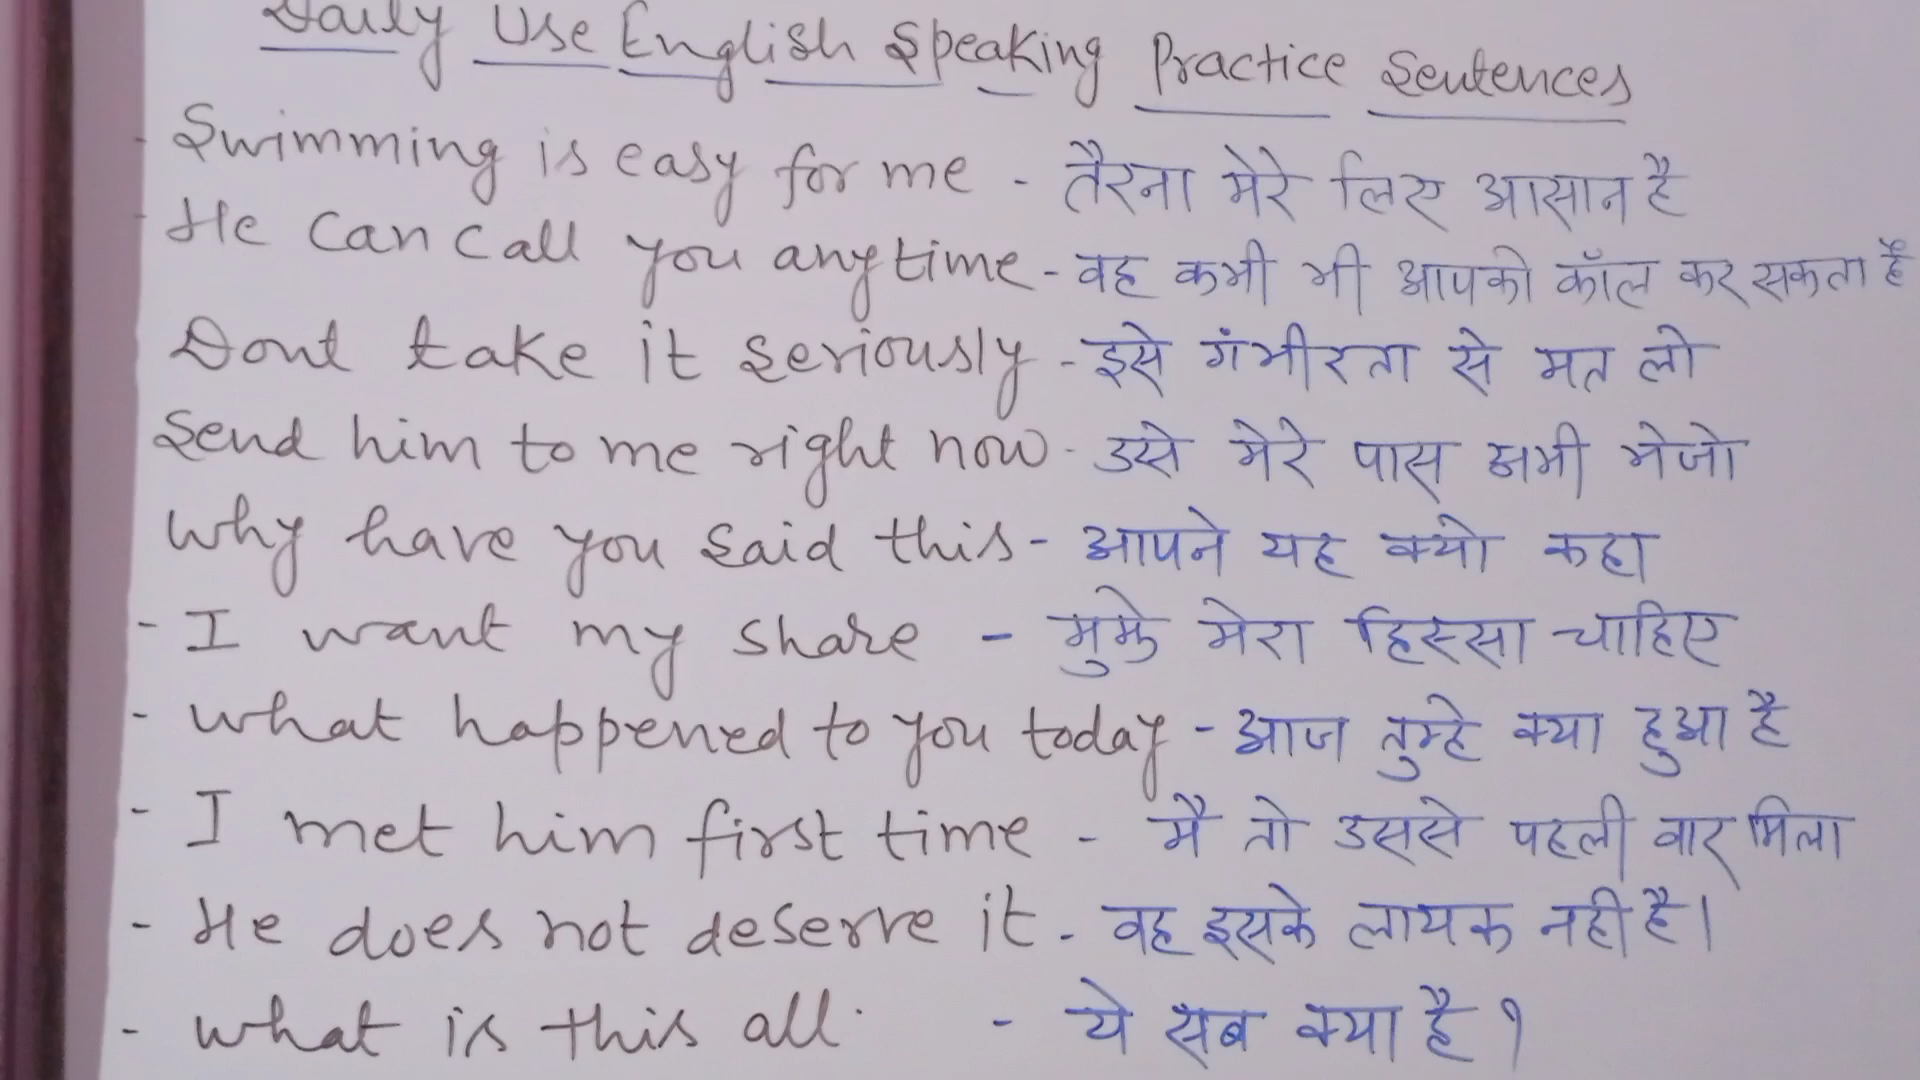 Daily Use English Speaking Practice Sentences
- Swimming is easy for me - तैरना मेरे लिए आसान है
- He can call you anytime - वह कभी भी आपको कॉल कर सकता है
Dont take it seriously - इसे गंभीरता से मत लो
Send him to me right now - उसे मेरे पास अभी भेजो
Why have you said this - आपने यह क्यो कहा
- I want my share - मुझे मेरा हिस्सा चाहिए
- What happened to you today - आज तुम्हे क्या हुआ है
- I met him first time - मै तो उससे पहली वार मिला
- He does not deserve it - वह इसके लायक नही है।
- What is this all. - ये सब क्या है ?